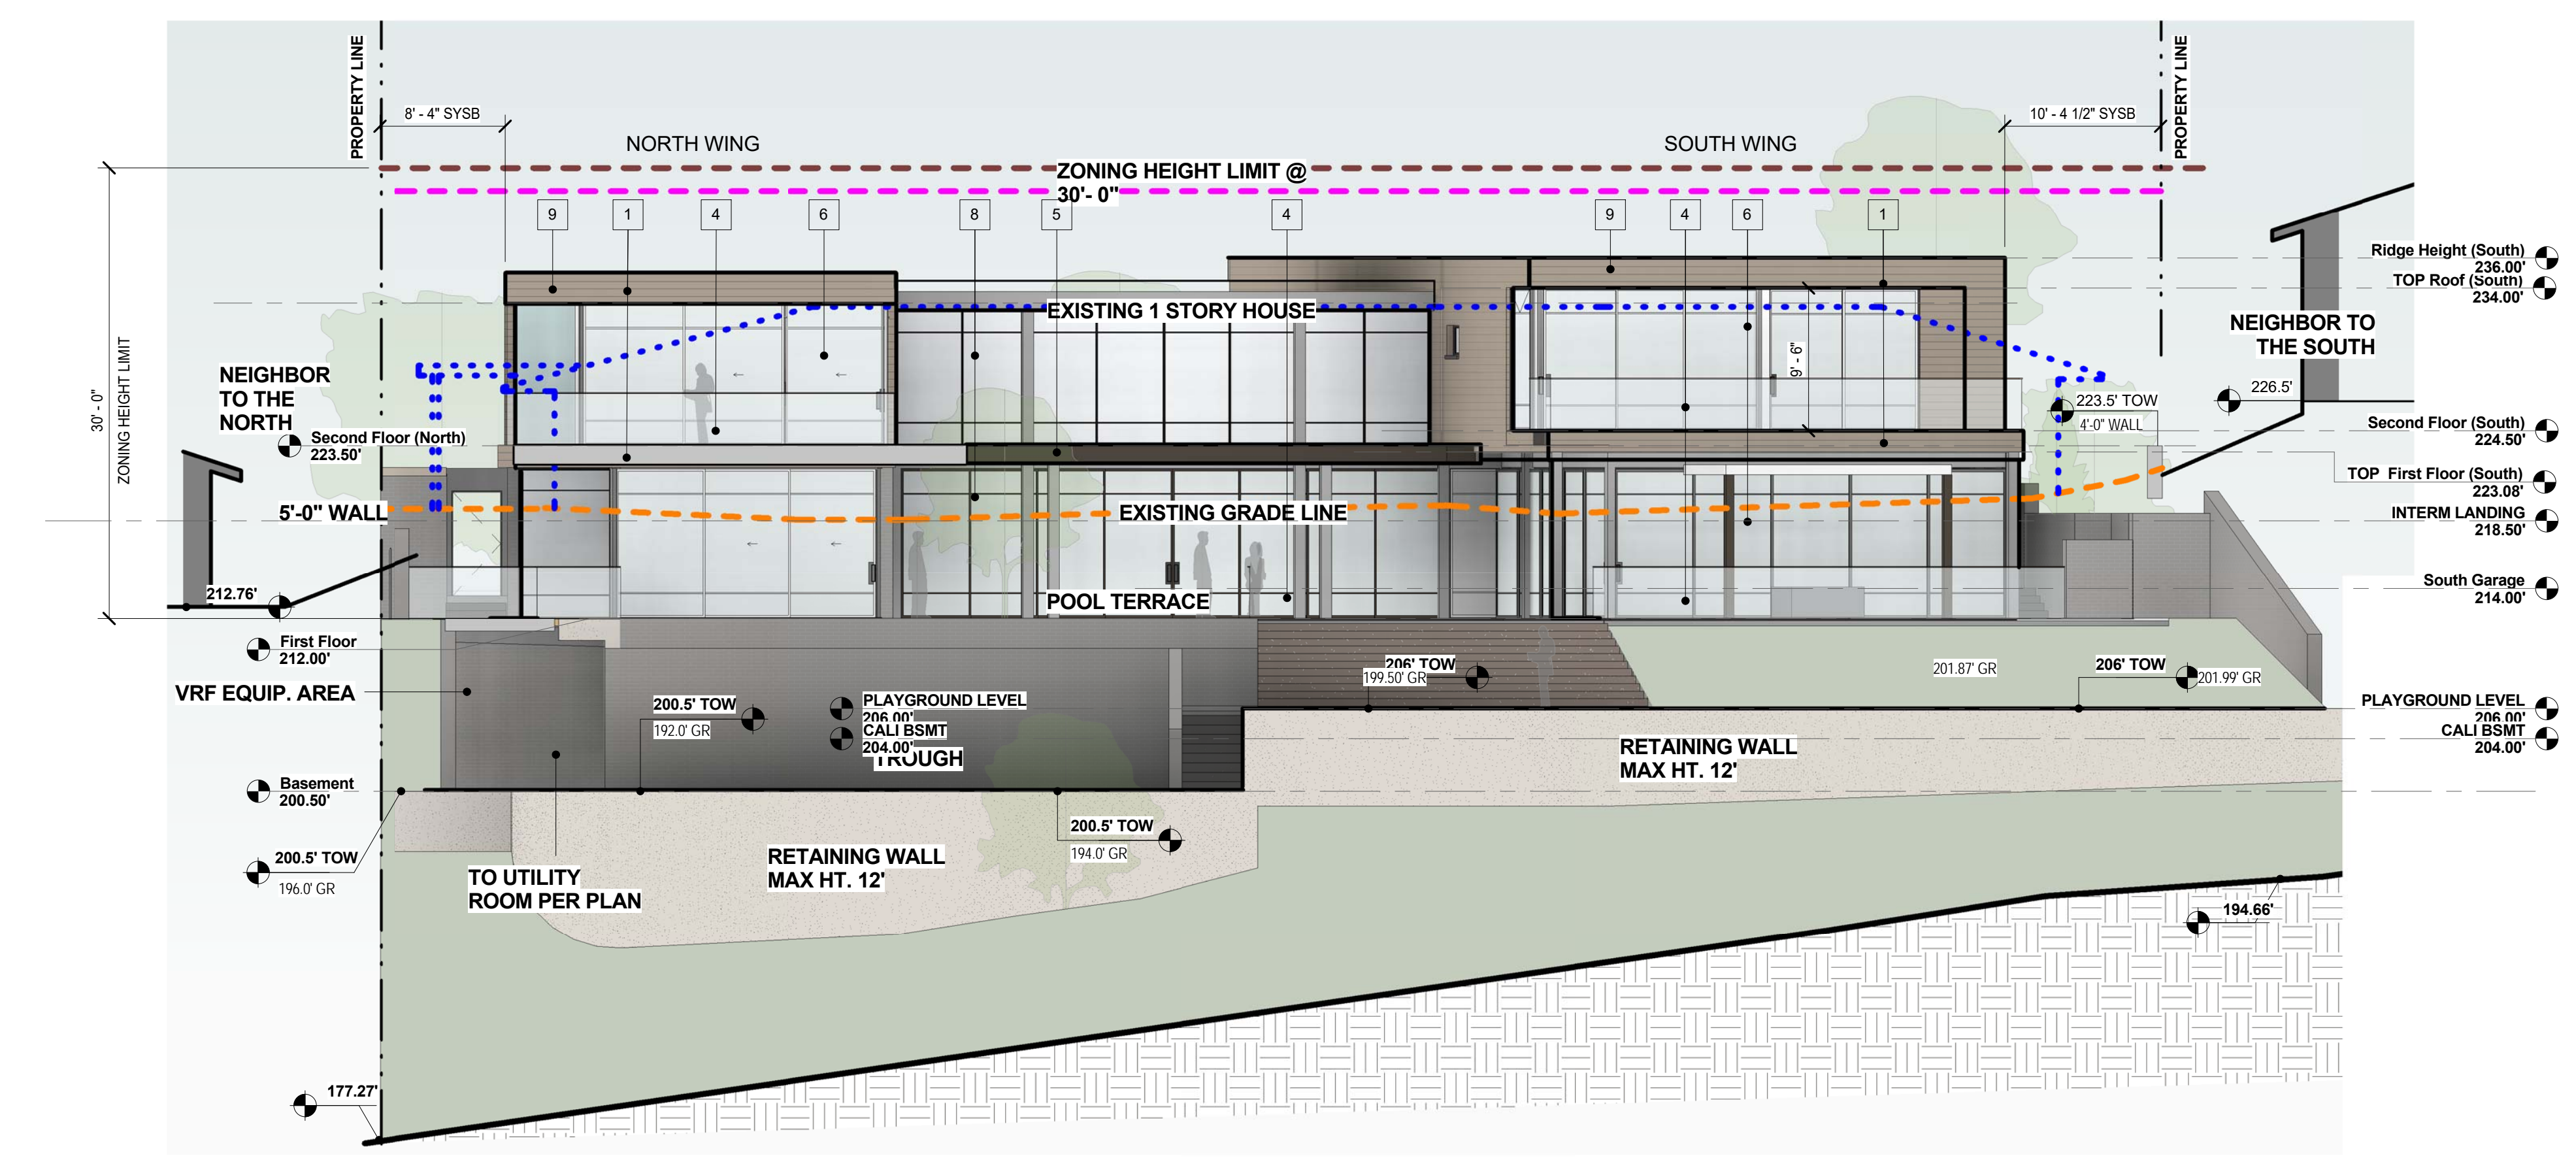 PROPERTY LINE
PROPERTY LINE
8' - 4" SYSB
10' - 4 1/2" SYSB
NORTH WING
SOUTH WING
ZONING HEIGHT LIMIT @
30'- 0"
9
1
4
6
8
5
4
9
4
6
1
30' - 0"
ZONING HEIGHT LIMIT
Ridge Height (South)
236.00'
TOP Roof (South)
234.00'
EXISTING 1 STORY HOUSE
NEIGHBOR TO
THE SOUTH
9' - 6"
NEIGHBOR
TO THE
NORTH
226.5'
223.5' TOW
4'-0" WALL
Second Floor (North)
223.50'
Second Floor (South)
224.50'
TOP First Floor (South)
223.08'
5'-0" WALL
EXISTING GRADE LINE
INTERM LANDING
218.50'
South Garage
214.00'
212.76'
POOL TERRACE
First Floor
212.00'
VRF EQUIP. AREA
206' TOW
199.50' GR
201.87' GR
206' TOW
201.99' GR
200.5' TOW
192.0' GR
PLAYGROUND LEVEL
206.00'
CALI BSMT
204.00'
TROUGH
PLAYGROUND LEVEL
206.00'
CALI BSMT
204.00'
RETAINING WALL
MAX HT. 12'
Basement
200.50'
200.5' TOW
194.0' GR
200.5' TOW
196.0' GR
RETAINING WALL
MAX HT. 12'
TO UTILITY
ROOM PER PLAN
194.66'
177.27'